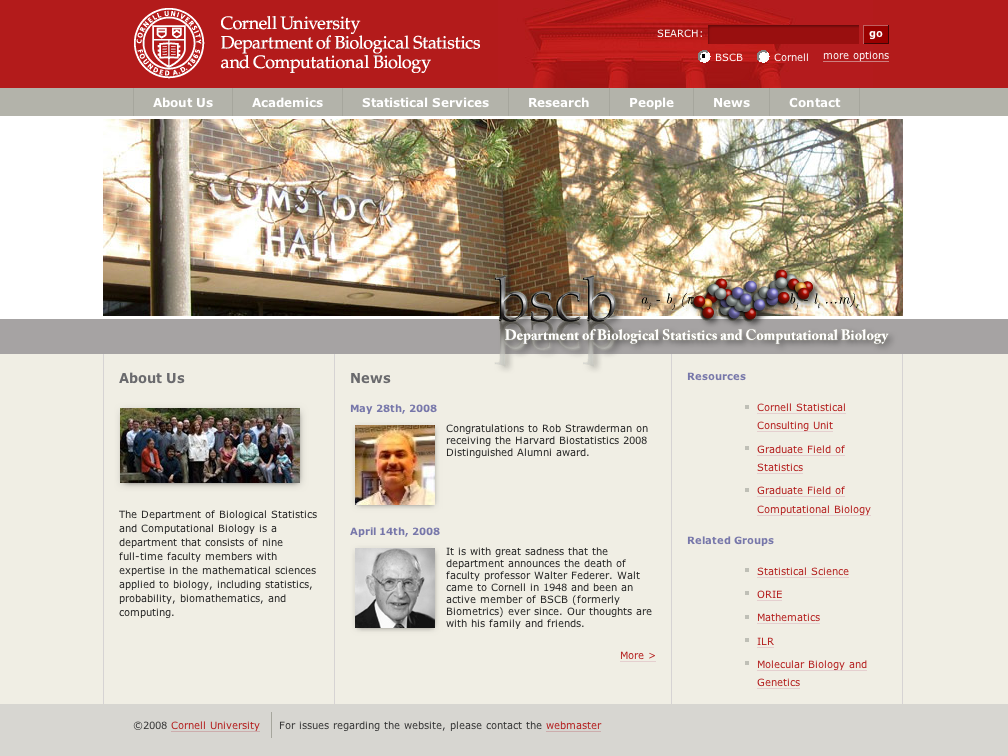 CORNELL UNIVERSITY
FOUNDED A.D. 1865
Cornell University
Department of Biological Statistics
and Computational Biology
SEARCH:
go
BSCB Cornell more options
About Us Academics Statistical Services Research People News Contact
COMSTOCK
HALL
bscb
Department of Biological Statistics and Computational Biology
About Us
The Department of Biological Statistics
and Computational Biology is a
department that consists of nine
full-time faculty members with
expertise in the mathematical sciences
applied to biology, including statistics,
probability, biomathematics, and
computing.
News
May 28th, 2008
Congratulations to Rob Strawderman on
receiving the Harvard Biostatistics 2008
Distinguished Alumni award.
April 14th, 2008
It is with great sadness that the
department announces the death of
faculty professor Walter Federer. Walt
came to Cornell in 1948 and been an
active member of BSCB (formerly
Biometrics) ever since. Our thoughts are
with his family and friends.
More >
Resources
Cornell Statistical
Consulting Unit
Graduate Field of
Statistics
Graduate Field of
Computational Biology
Related Groups
Statistical Science
ORIE
Mathematics
ILR
Molecular Biology and
Genetics
©2008 Cornell University
For issues regarding the website, please contact the webmaster